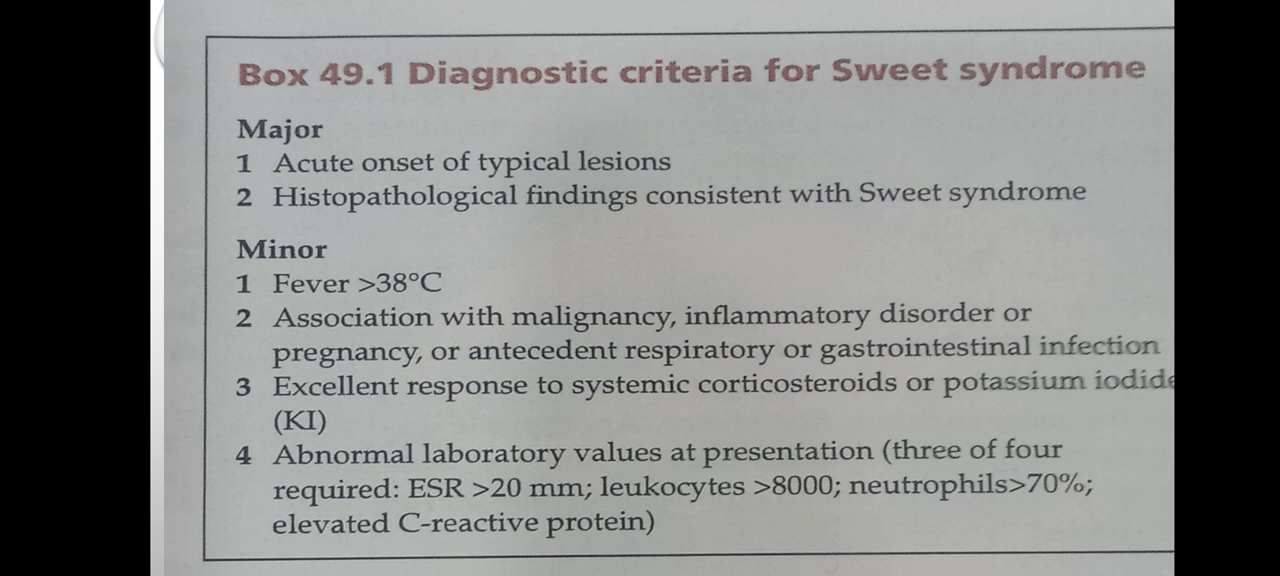 Box 49.1 Diagnostic criteria for Sweet syndrome
Major
1 Acute onset of typical lesions
2 Histopathological findings consistent with Sweet syndrome
Minor
1 Fever >38°C
2 Association with malignancy, inflammatory disorder or
pregnancy, or antecedent respiratory or gastrointestinal infection
3 Excellent response to systemic corticosteroids or potassium iodide
(KI)
4 Abnormal laboratory values at presentation (three of four
required: ESR >20 mm; leukocytes >8000; neutrophils>70%;
elevated C-reactive protein)